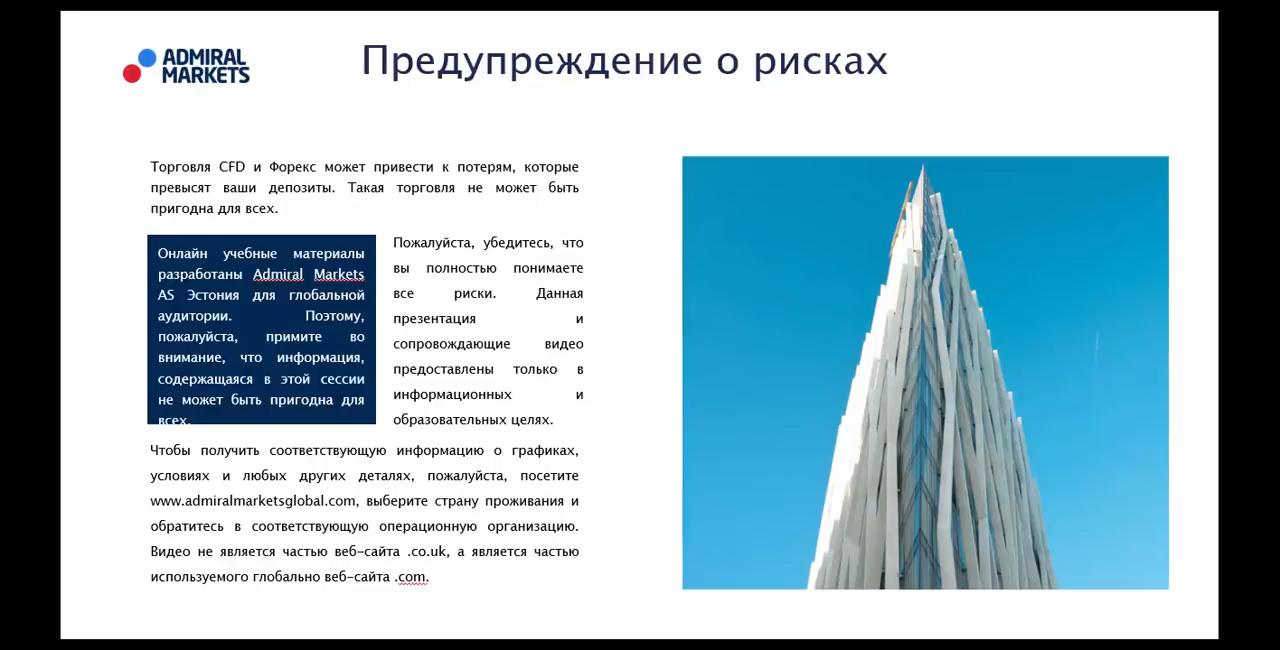 ADMIRAL
MARKETS
Предупреждение о рисках
Торговля CFD и Форекс может привести к потерям, которые
превысят ваши депозиты. Такая торговля не может быть
пригодна для всех.
Онлайн учебные материалы
разработаны Admiral Markets
AS Эстония для глобальной
аудитории. Поэтому,
пожалуйста, примите во
внимание, что информация,
содержащаяся в этой сессии
не может быть пригодна для
всех.
Пожалуйста, убедитесь, что
вы полностью понимаете
все риски. Данная
презентация и
сопровождающие видео
предоставлены только в
информационных и
образовательных целях.
Чтобы получить соответствующую информацию о графиках,
условиях и любых других деталях, пожалуйста, посетите
www.admiralmarketsglobal.com, выберите страну проживания и
обратитесь в соответствующую операционную организацию.
Видео не является частью веб-сайта .co.uk, а является частью
используемого глобально веб-сайта .com.